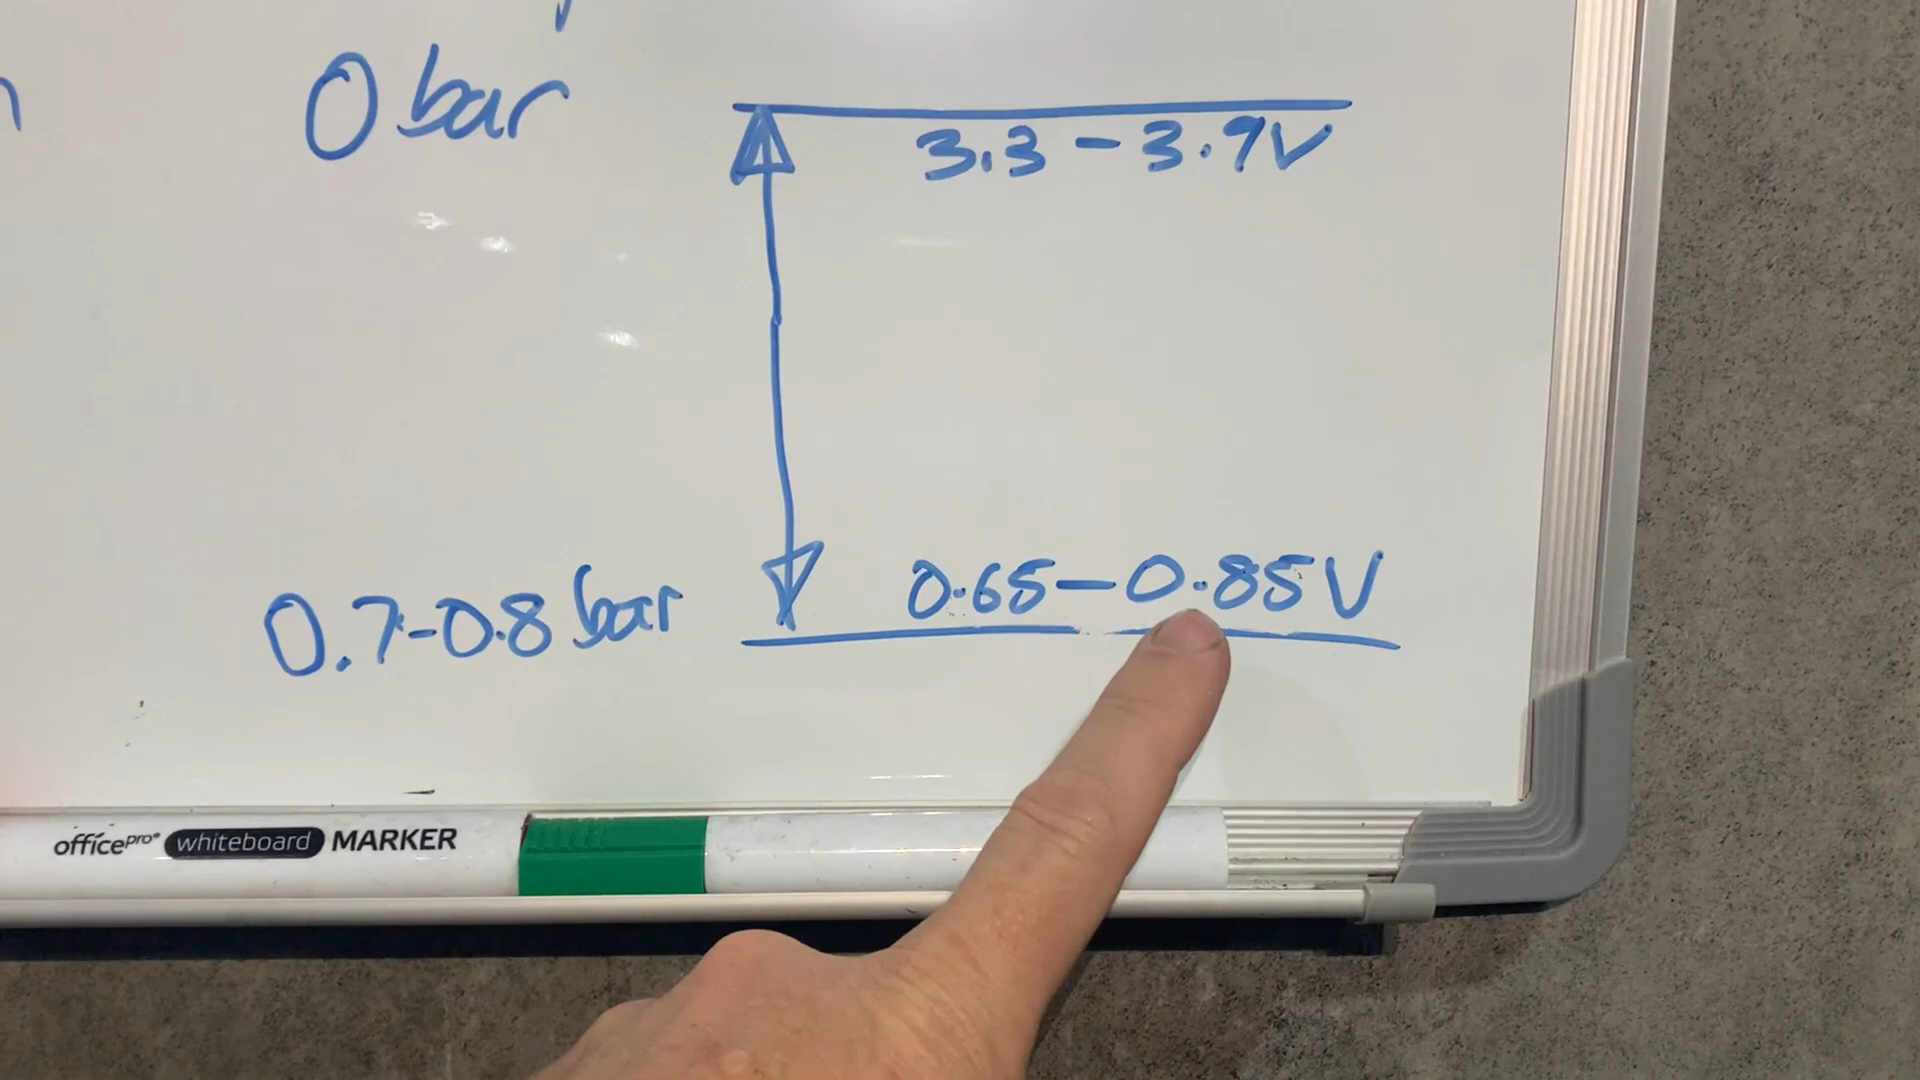 0 bar
3.3 - 3.9V
0.7-0.8 bar
0.65-0.85V
officepro® whiteboard MARKER